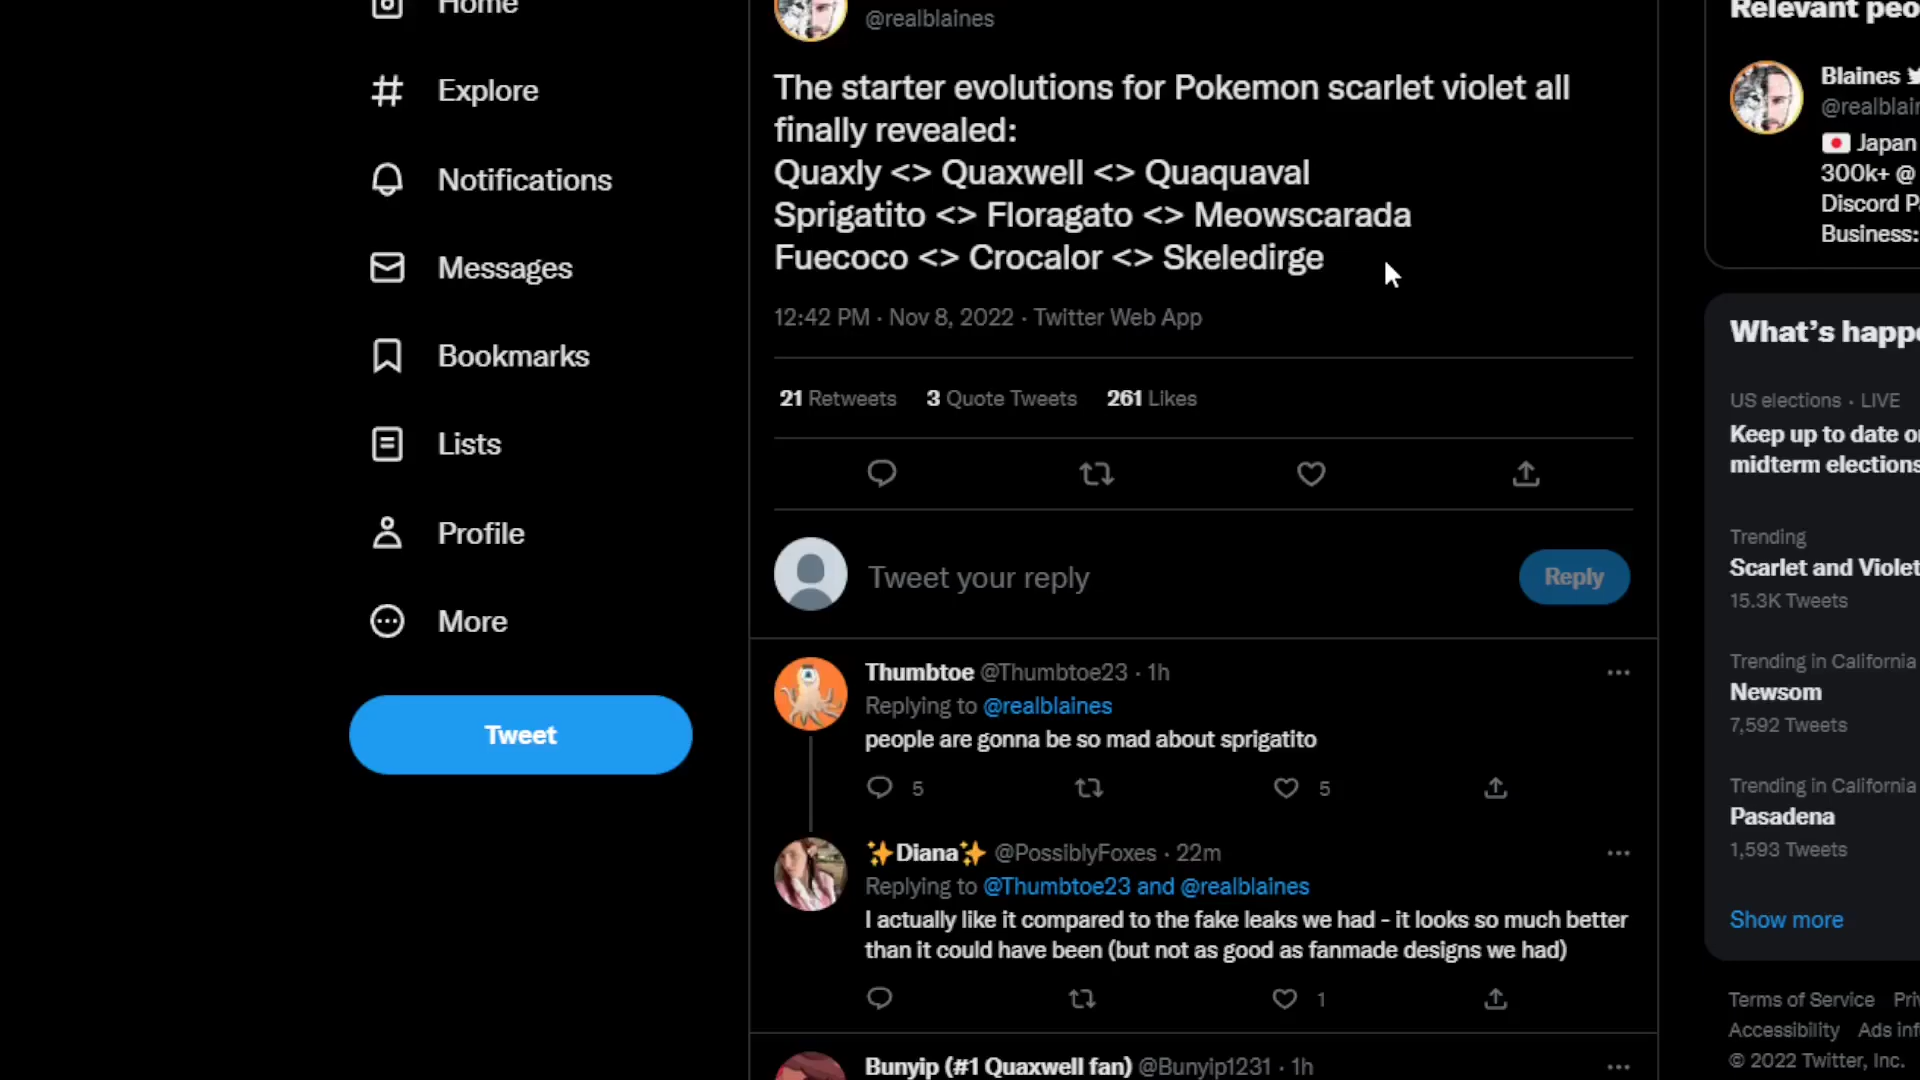 Home
Explore
Notifications
Messages
Bookmarks
Lists
Profile
More
Tweet
@realblaines
The starter evolutions for Pokemon scarlet violet all
finally revealed:
Quaxly <> Quaxwell <> Quaquaval
Sprigatito <> Floragato <> Meowscarada
Fuecoco <> Crocalor <> Skeledirge
12:42 PM · Nov 8, 2022 · Twitter Web App
21 Retweets 3 Quote Tweets 261 Likes
Tweet your reply
Reply
Thumbtoe @Thumbtoe23 · 1h
Replying to @realblaines
people are gonna be so mad about sprigatito
5 5
✨Diana✨ @PossiblyFoxes · 22m
Replying to @Thumbtoe23 and @realblaines
I actually like it compared to the fake leaks we had - it looks so much better
than it could have been (but not as good as fanmade designs we had)
1
Bunyip (#1 Quaxwell fan) @Bunyip1231 · 1h
Relevant peo
Blaines
@realblain
🇯🇵 Japan
300k+ @
Discord P
Business:
What's happe
US elections · LIVE
Keep up to date o
midterm elections
Trending
Scarlet and Violet
15.3K Tweets
Trending in California
Newsom
7,592 Tweets
Trending in California
Pasadena
1,593 Tweets
Show more
Terms of Service Pri
Accessibility Ads inf
© 2022 Twitter, Inc.